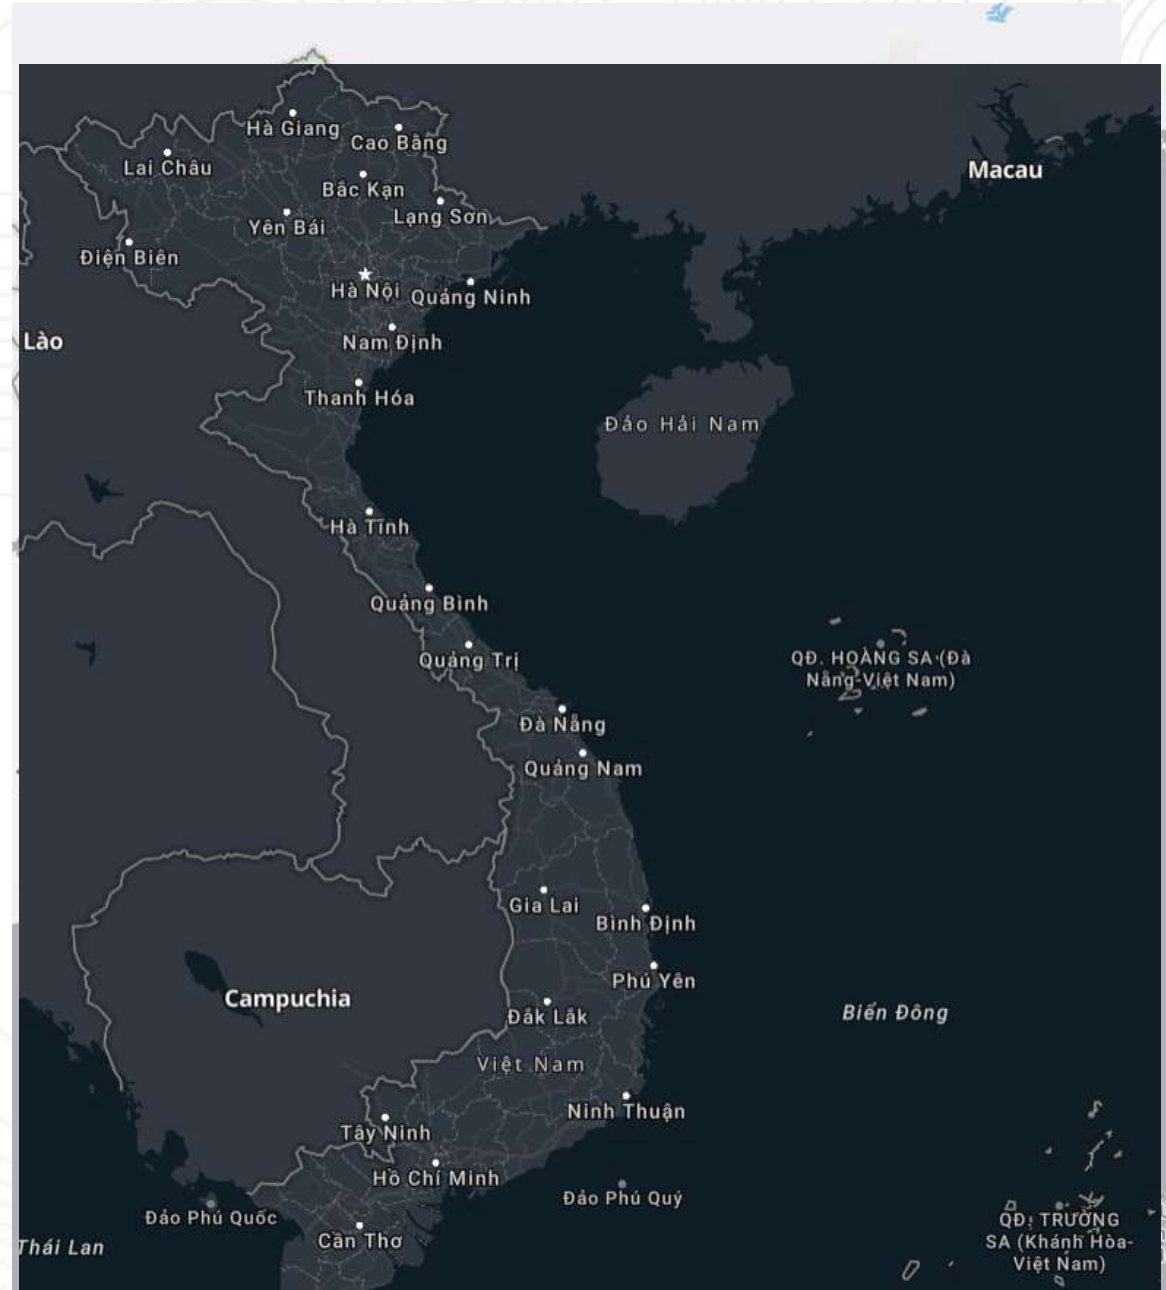 Hà Giang
Cao Bằng
Lai Châu
Macau
Bắc Kạn
Lạng Sơn
Yên Bái
Điện Biên
Hà Nội
Quảng Ninh
Lào
Nam Định
Thanh Hóa
Đảo Hải Nam
Hà Tĩnh
Quảng Bình
Quảng Trị
QĐ. HOÀNG SA (Đà
Nẵng-Việt Nam)
Đà Nẵng
Quảng Nam
Gia Lai
Bình Định
Phú Yên
Campuchia
Biển Đông
Đắk Lắk
Việt Nam
Ninh Thuận
Tây Ninh
Hồ Chí Minh
Đảo Phú Quý
Đảo Phú Quốc
QĐ. TRƯỜNG
SA (Khánh Hòa-
Việt Nam)
Cần Thơ
Thái Lan